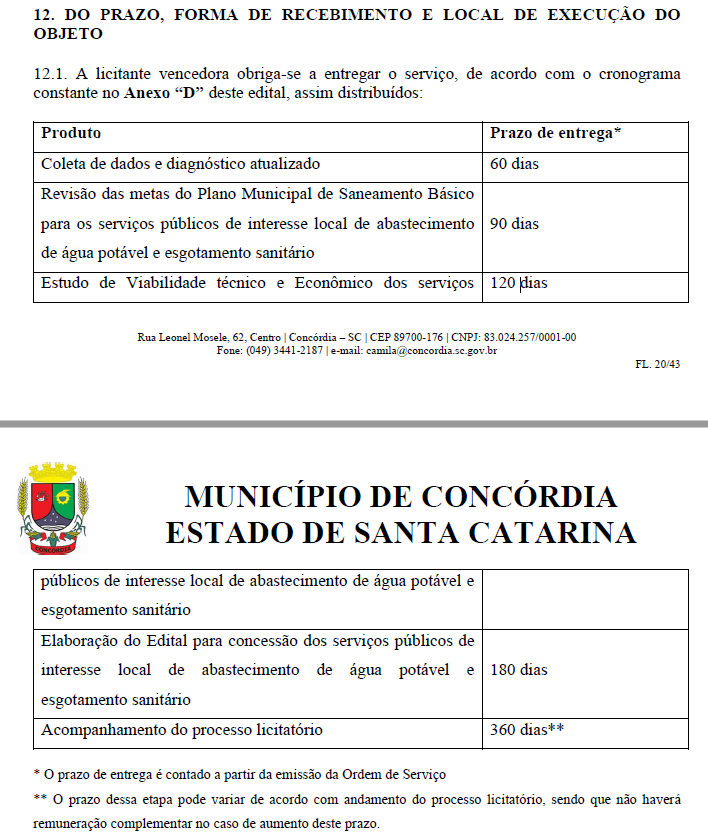 12. DO PRAZO, FORMA DE RECEBIMENTO E LOCAL DE EXECUÇÃO DO
OBJETO
12.1. A licitante vencedora obriga-se a entregar o serviço, de acordo com o cronograma
constante no Anexo “D” deste edital, assim distribuídos:
Produto Prazo de entrega*
Coleta de dados e diagnóstico atualizado 60 dias
Revisão das metas do Plano Municipal de Saneamento Básico
para os serviços públicos de interesse local de abastecimento 90 dias
de água potável e esgotamento sanitário
Estudo de Viabilidade técnico e Econômico dos serviços 120 dias
Rua Leonel Mosele, 62, Centro | Concórdia – SC | CEP 89700-176 | CNPJ: 83.024.257/0001-00
Fone: (049) 3441-2187 | e-mail: camila@concordia.sc.gov.br
FL. 20/43
CONCÓRDIA
MUNICÍPIO DE CONCÓRDIA
ESTADO DE SANTA CATARINA
públicos de interesse local de abastecimento de água potável e
esgotamento sanitário
Elaboração do Edital para concessão dos serviços públicos de
interesse local de abastecimento de água potável e 180 dias
esgotamento sanitário
Acompanhamento do processo licitatório 360 dias**
* O prazo de entrega é contado a partir da emissão da Ordem de Serviço
** O prazo dessa etapa pode variar de acordo com andamento do processo licitatório, sendo que não haverá
remuneração complementar no caso de aumento deste prazo.